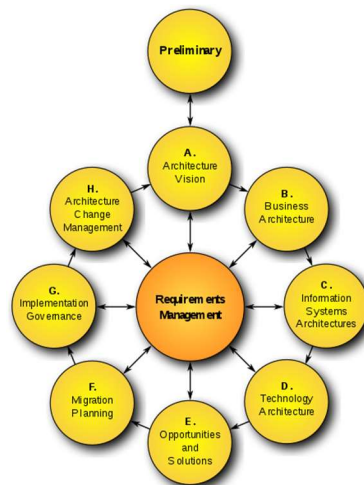 Preliminary
A.
Architecture
Vision
B.
Business
Architecture
C.
Information
Systems
Architectures
D.
Technology
Architecture
E.
Opportunities
and
Solutions
F.
Migration
Planning
G.
Implementation
Governance
H.
Architecture
Change
Management
Requirements
Management